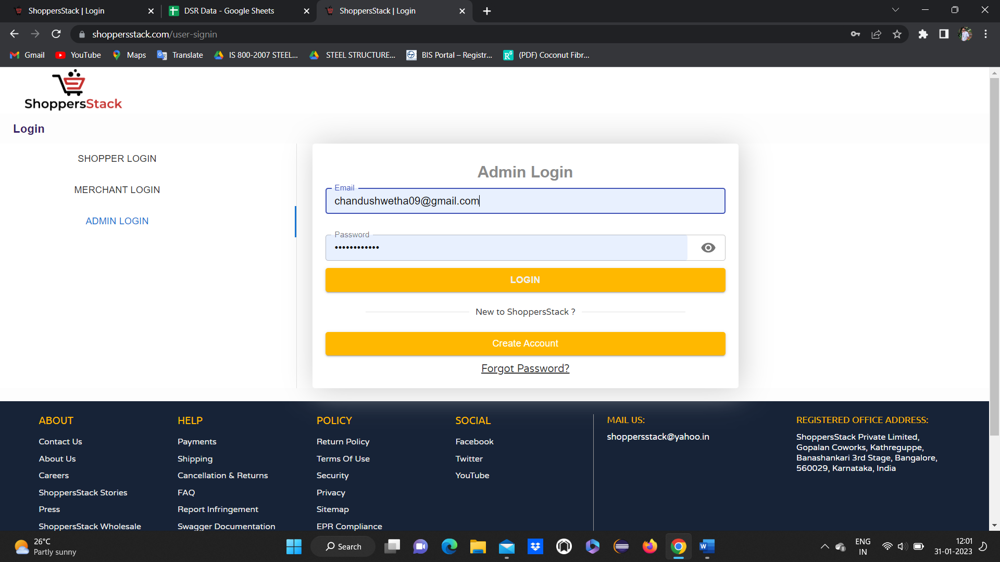 ShoppersStack | Login
DSR Data - Google Sheets
ShoppersStack | Login
shoppersstack.com/user-signin
Gmail
YouTube
Maps
Translate
IS 800-2007 STEEL...
STEEL STRUCTURE...
BIS Portal – Registr...
(PDF) Coconut Fibr...
ShoppersStack
Login
SHOPPER LOGIN
MERCHANT LOGIN
ADMIN LOGIN
Admin Login
Email
chandushwetha09@gmail.com
Password
••••••••••••
LOGIN
New to ShoppersStack ?
Create Account
Forgot Password?
ABOUT
Contact Us
About Us
Careers
ShoppersStack Stories
Press
ShoppersStack Wholesale
HELP
Payments
Shipping
Cancellation & Returns
FAQ
Report Infringement
Swagger Documentation
POLICY
Return Policy
Terms Of Use
Security
Privacy
Sitemap
EPR Compliance
SOCIAL
Facebook
Twitter
YouTube
MAIL US:
shoppersstack@yahoo.in
REGISTERED OFFICE ADDRESS:
ShoppersStack Private Limited,
Gopalan Coworks, Kathreguppe,
Banashankari 3rd Stage, Bangalore,
560029, Karnataka, India
26°C
Partly sunny
Search
ENG
IN
12:01
31-01-2023